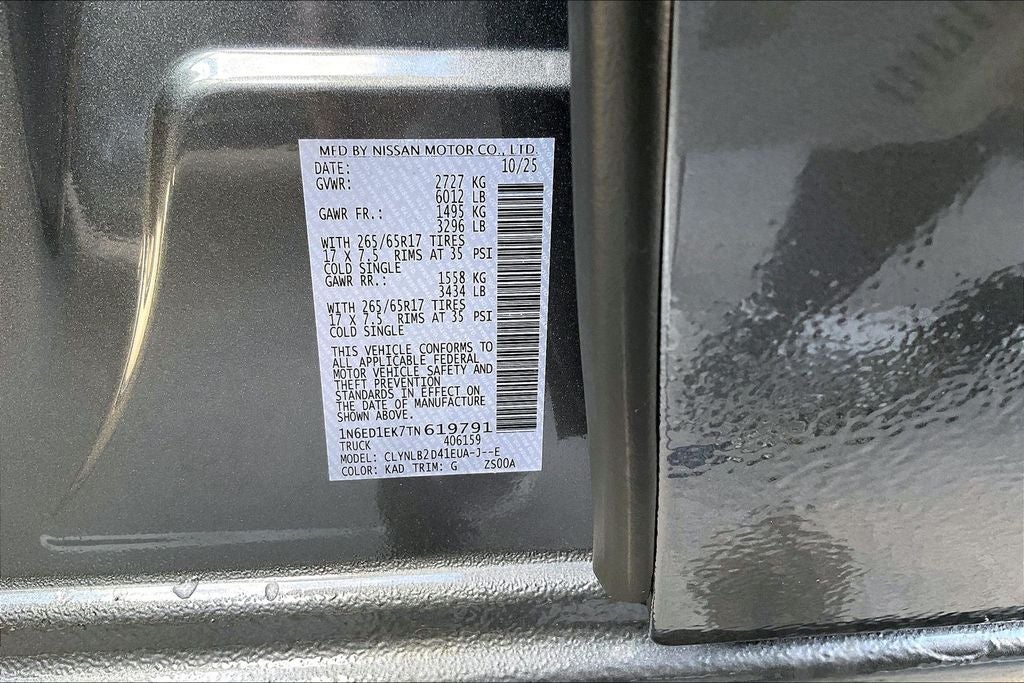 MFD BY NISSAN MOTOR CO., LTD.
DATE: 10/25
GVWR: 2727 KG
6012 LB
GAWR FR.: 1495 KG
3296 LB
WITH 265/65R17 TIRES
17 X 7.5 RIMS AT 35 PSI
COLD SINGLE
GAWR RR.: 1558 KG
3434 LB
WITH 265/65R17 TIRES
17 X 7.5 RIMS AT 35 PSI
COLD SINGLE
THIS VEHICLE CONFORMS TO
ALL APPLICABLE FEDERAL
MOTOR VEHICLE SAFETY AND
THEFT PREVENTION
STANDARDS IN EFFECT ON
THE DATE OF MANUFACTURE
SHOWN ABOVE.
1N6ED1EK7TN619791
TRUCK 406159
MODEL: CLYNLB2D41EUA-J--E
COLOR: KAD TRIM: G ZS00A